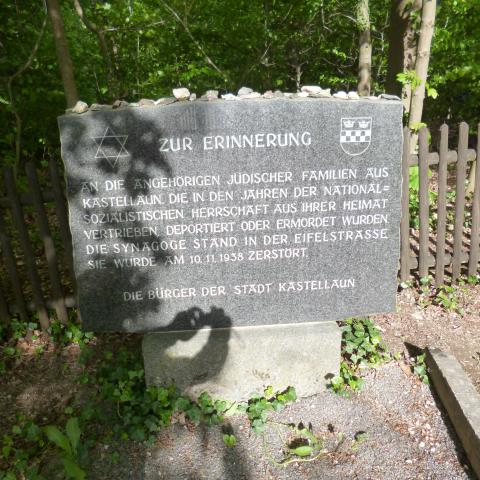 ZUR ERINNERUNG
AN DIE ANGEHÖRIGEN JÜDISCHER FAMILIEN AUS
KASTELLAUN, DIE IN DEN JAHREN DER NATIONAL=
SOZIALISTISCHEN HERRSCHAFT AUS IHRER HEIMAT
VERTRIEBEN, DEPORTIERT ODER ERMORDET WURDEN.
DIE SYNAGOGE STAND IN DER EIFELSTRASSE
SIE WURDE AM 10.11.1938 ZERSTÖRT.
DIE BÜRGER DER STADT KASTELLAUN